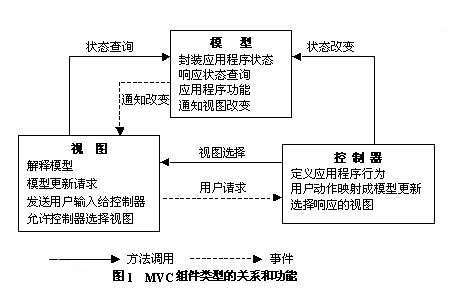 模 型
封装应用程序状态
响应状态查询
应用程序功能
通知视图改变
状态查询
状态改变
通知改变
视 图
解释模型
模型更新请求
发送用户输入给控制器
允许控制器选择视图
视图选择
用户请求
控 制 器
定义应用程序行为
用户动作映射成模型更新
选择响应的视图
方法调用
事件
图1 MVC组件类型的关系和功能